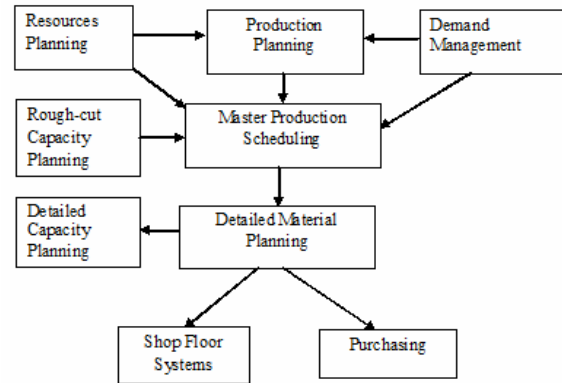 Resources
Planning
Production
Planning
Demand
Management
Rough-cut
Capacity
Planning
Master Production
Scheduling
Detailed
Capacity
Planning
Detailed Material
Planning
Shop Floor
Systems
Purchasing